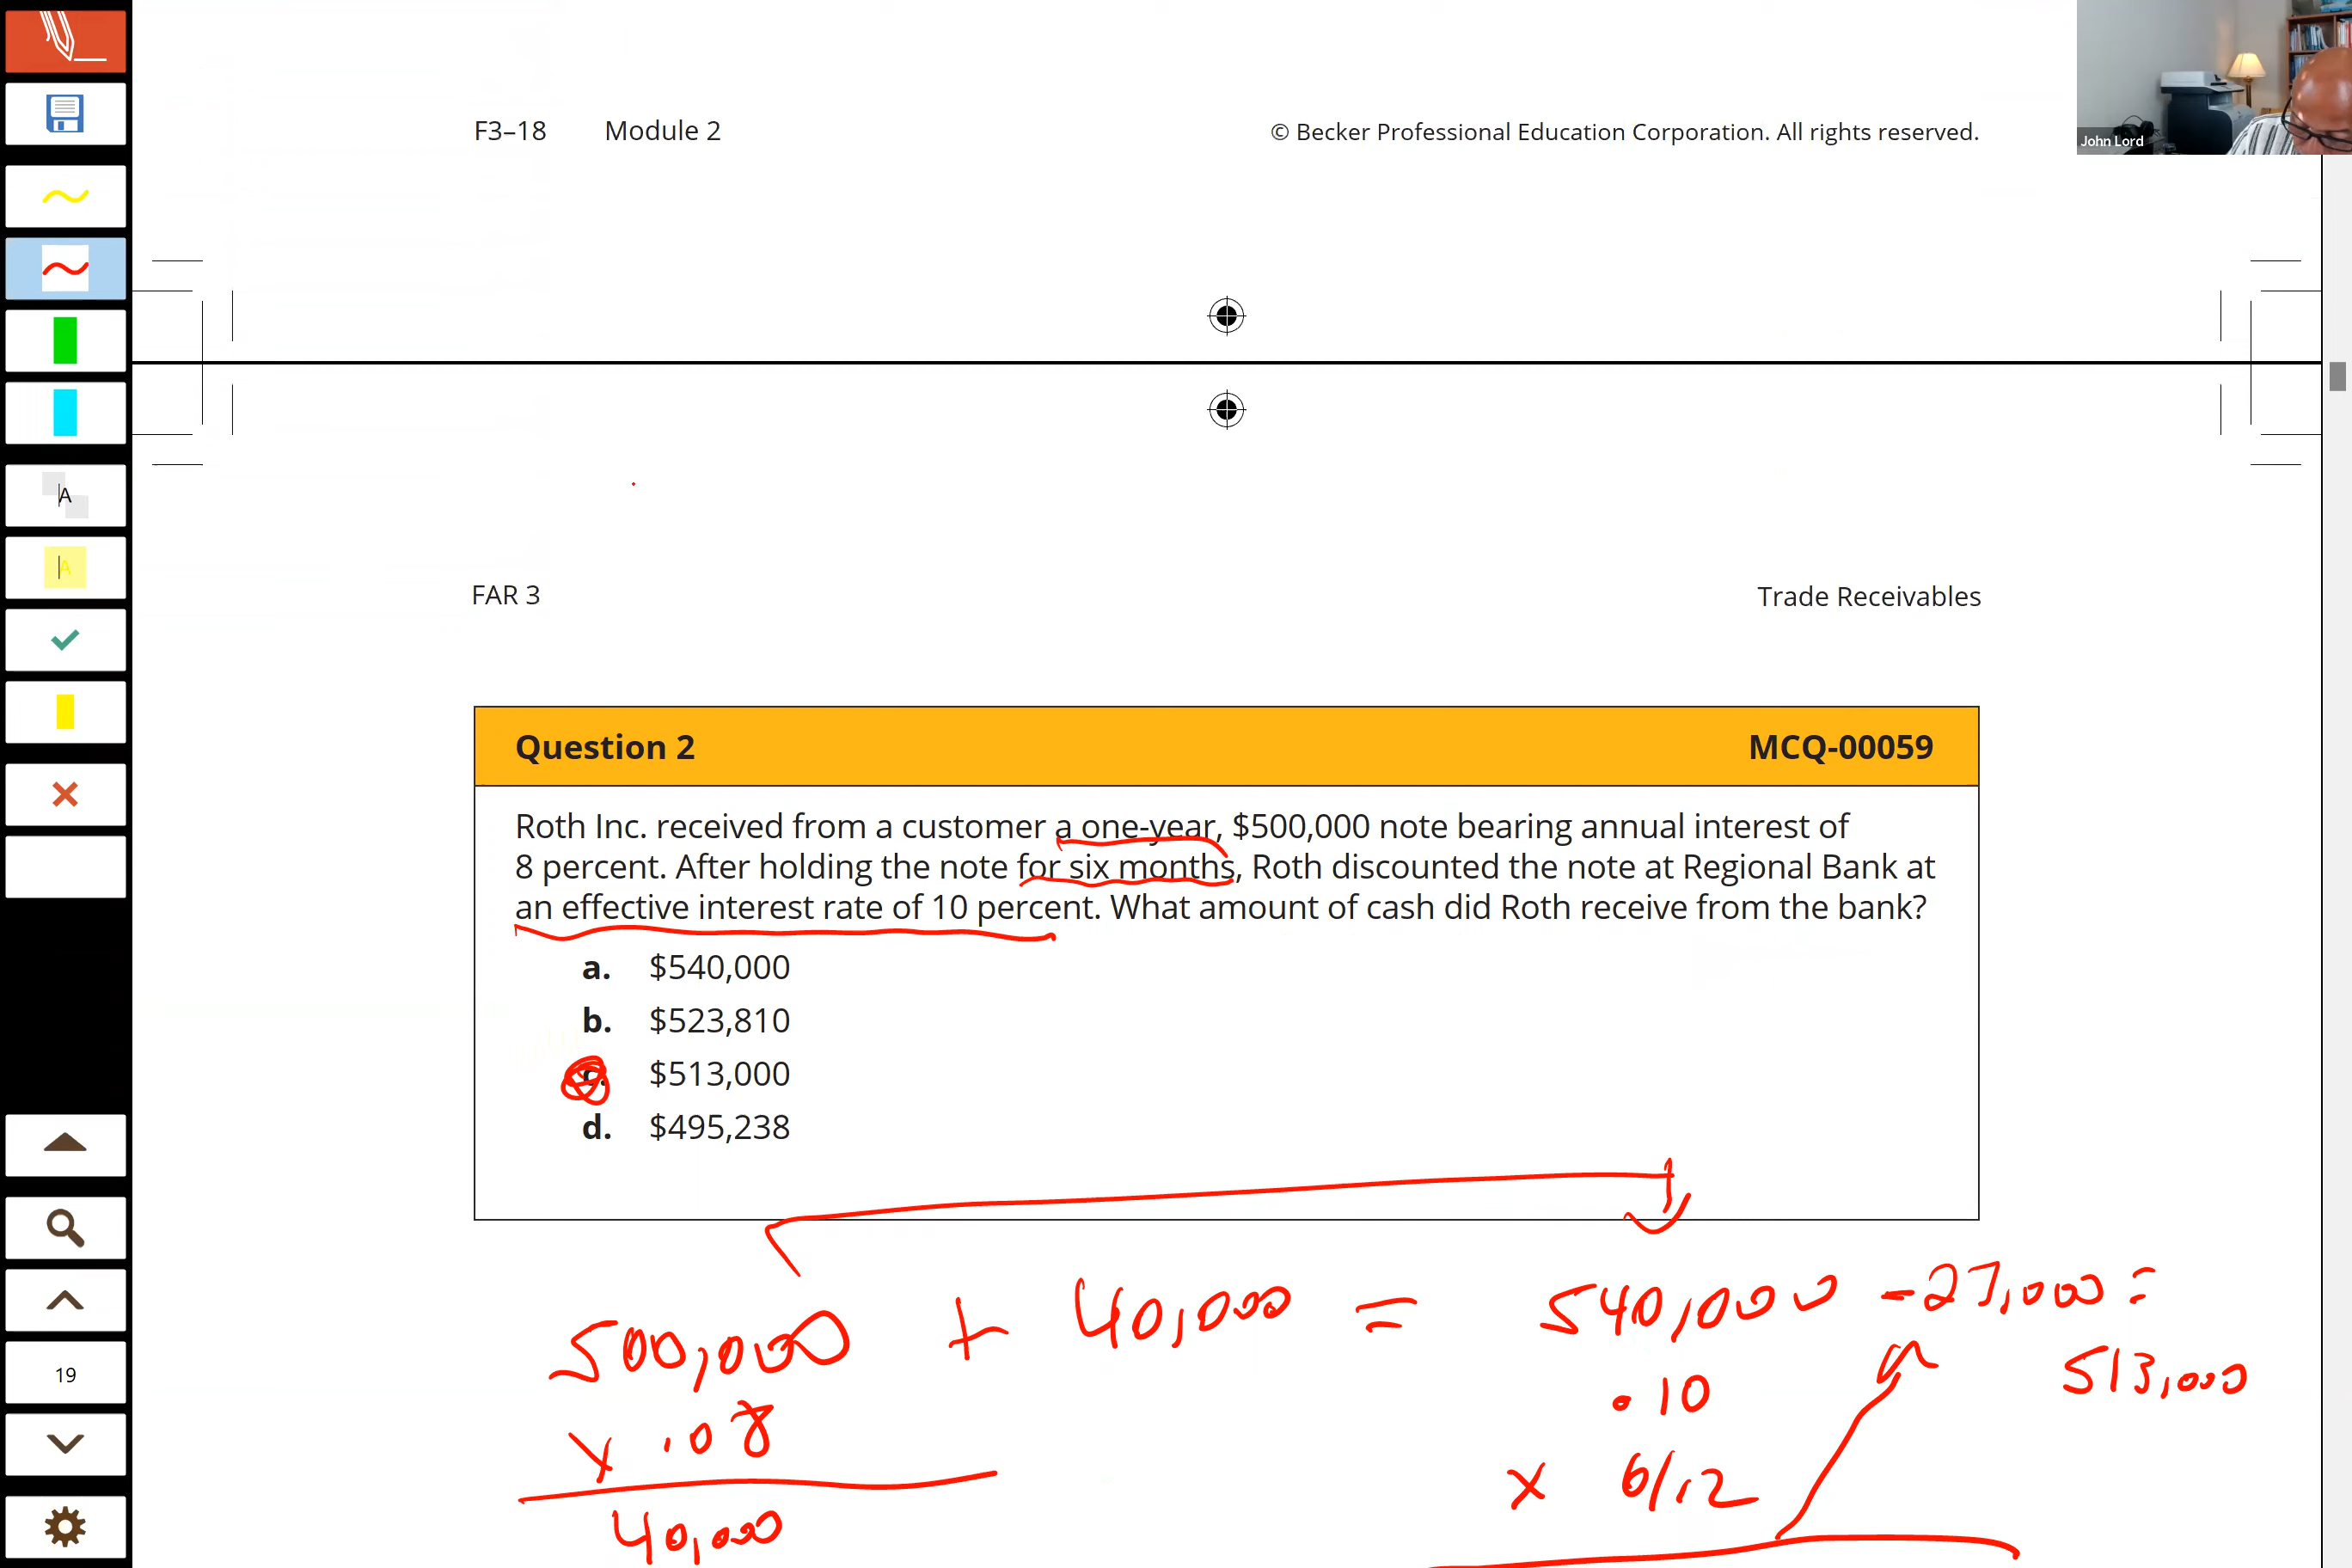 F3–18 Module 2 © Becker Professional Education Corporation. All rights reserved.
John Lord
A
A
FAR 3 Trade Receivables
Question 2 MCQ-00059
Roth Inc. received from a customer a one-year, $500,000 note bearing annual interest of
8 percent. After holding the note for six months, Roth discounted the note at Regional Bank at
an effective interest rate of 10 percent. What amount of cash did Roth receive from the bank?
a. $540,000
b. $523,810
c. $513,000
d. $495,238
500,000 + 40,000 = 540,000 - 27,000 =
513,000
x .08
.10
x 6/12
40,000
19